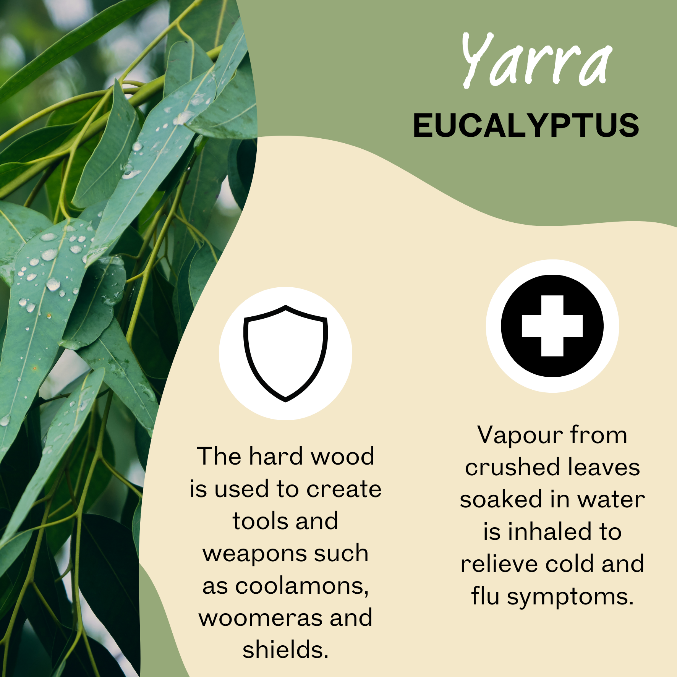 Yarra
EUCALYPTUS
The hard wood
is used to create
tools and
weapons such
as coolamons,
woomeras and
shields.
Vapour from
crushed leaves
soaked in water
is inhaled to
relieve cold and
flu symptoms.